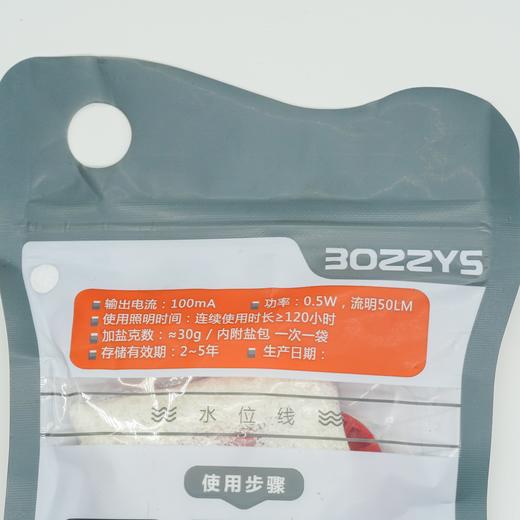 BOZZYS
输出电流：100mA 功率：0.5W，流明50LM
使用照明时间：连续使用时长≥120小时
加盐克数：≈30g / 内附盐包 一次一袋
存储有效期：2~5年 生产日期：
水位线
使用步骤